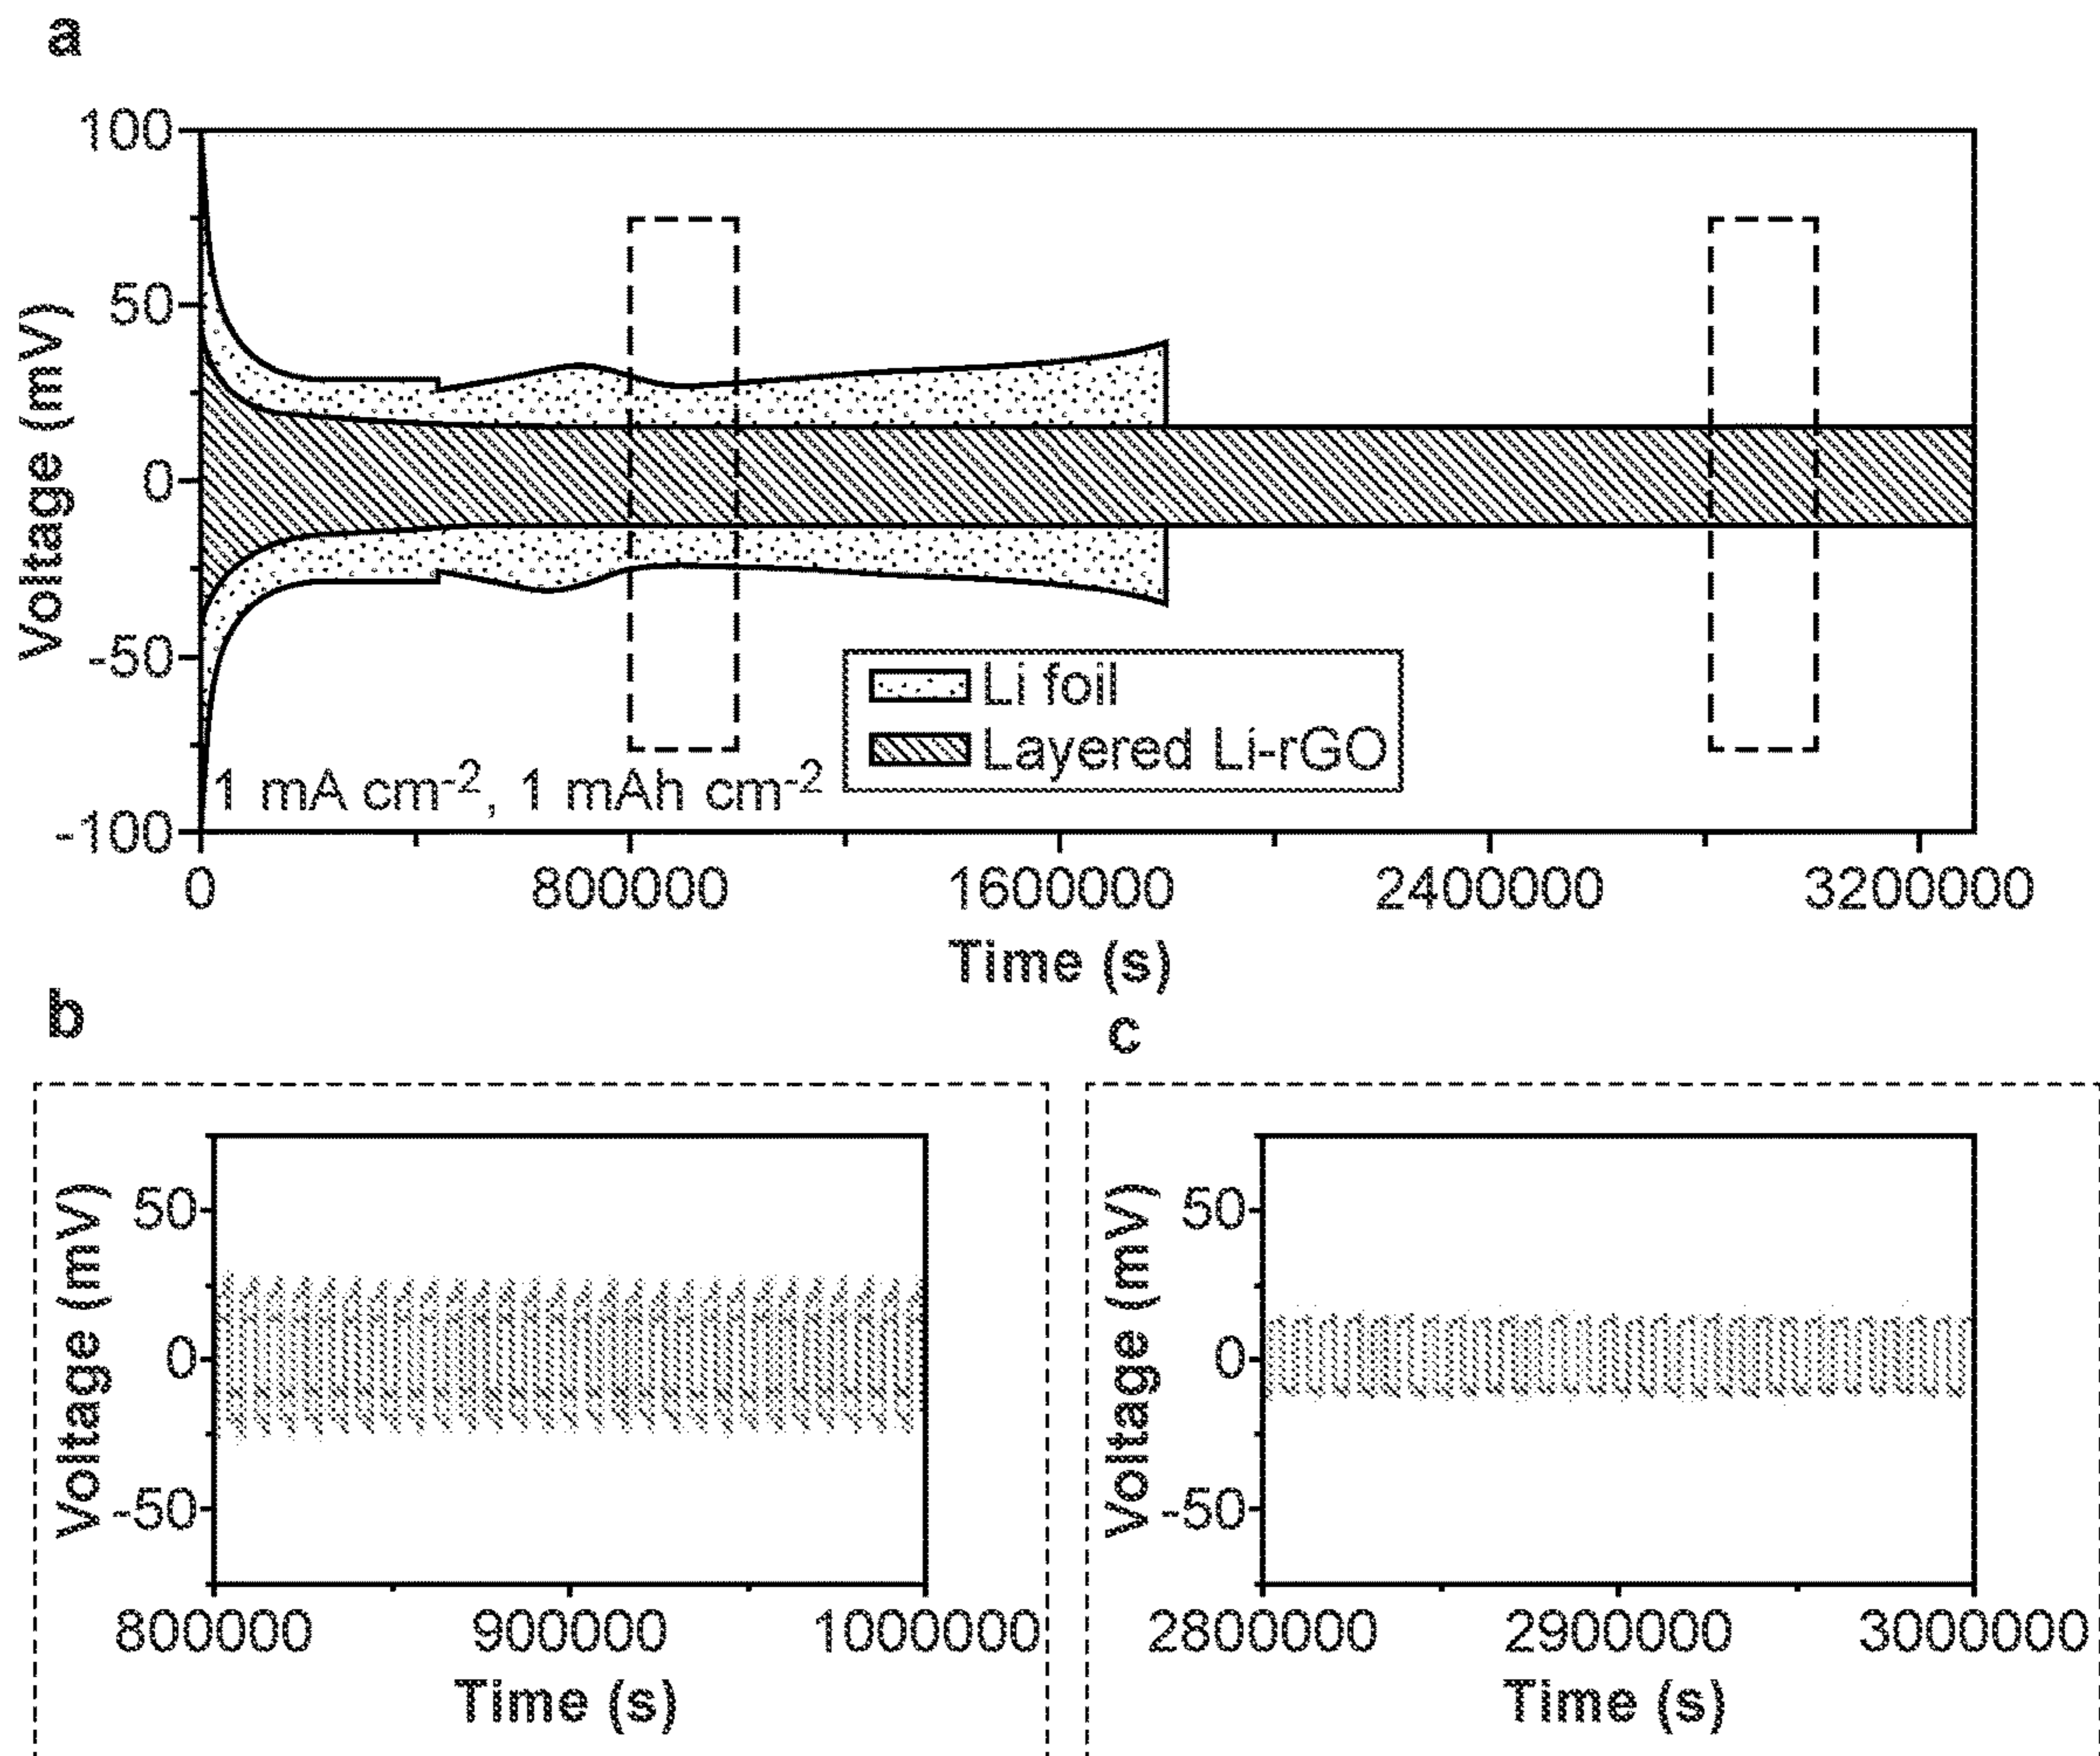 a
100
50
0
-50
-100
Voltage (mV)
Li foil
Layered Li-rGO
1 mA cm-2, 1 mAh cm-2
0 800000 1600000 2400000 3200000
Time (s)
b
c
50
0
-50
Voltage (mV)
800000 900000 1000000
Time (s)
50
0
-50
Voltage (mV)
2800000 2900000 3000000
Time (s)